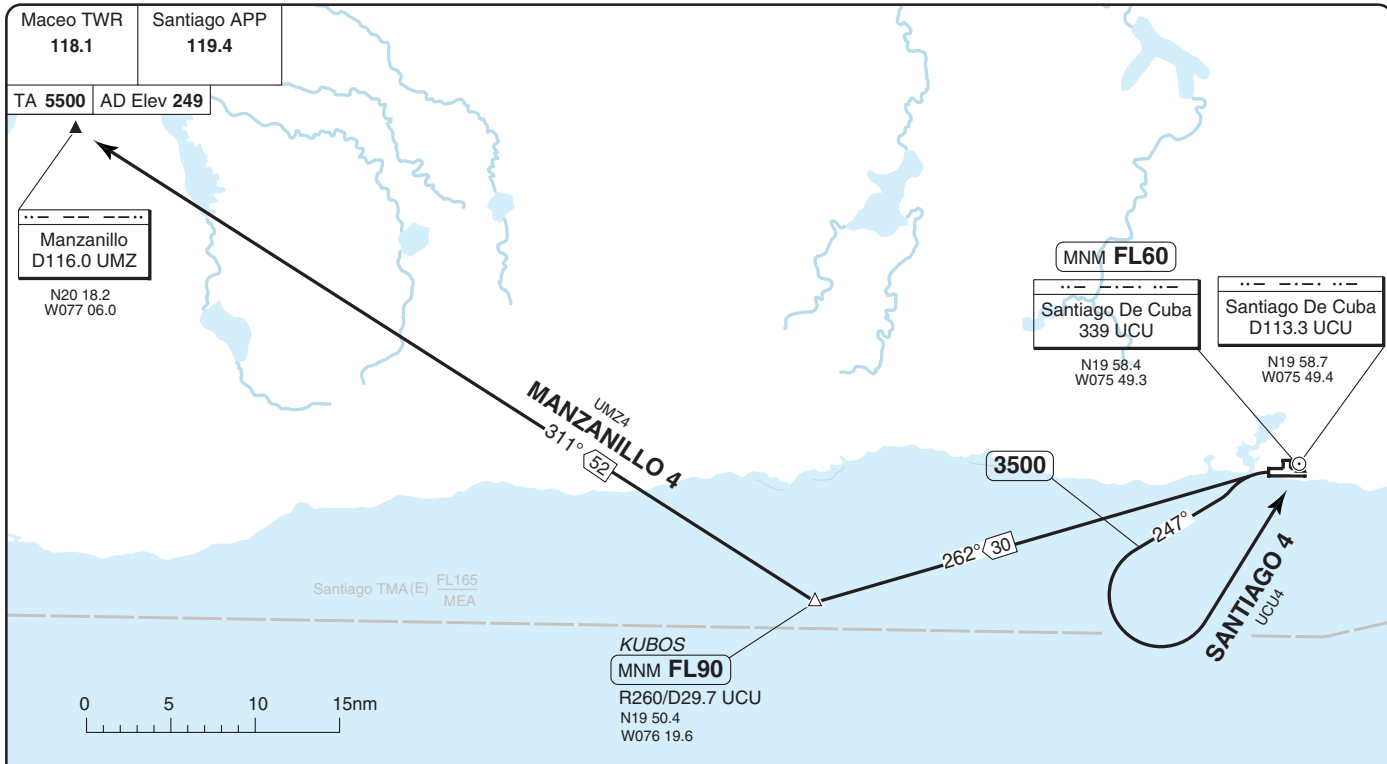 Maceo TWR
118.1
Santiago APP
119.4
TA 5500
AD Elev 249
Manzanillo
D116.0 UMZ
N20 18.2
W077 06.0
MNM FL60
Santiago De Cuba
339 UCU
N19 58.4
W075 49.3
Santiago De Cuba
D113.3 UCU
N19 58.7
W075 49.4
UMZ4
MANZANILLO 4
311° 52
3500
247°
262° 30
SANTIAGO 4
UCU4
Santiago TMA(E) FL165
MEA
KUBOS
MNM FL90
R260/D29.7 UCU
N19 50.4
W076 19.6
0 5 10 15nm